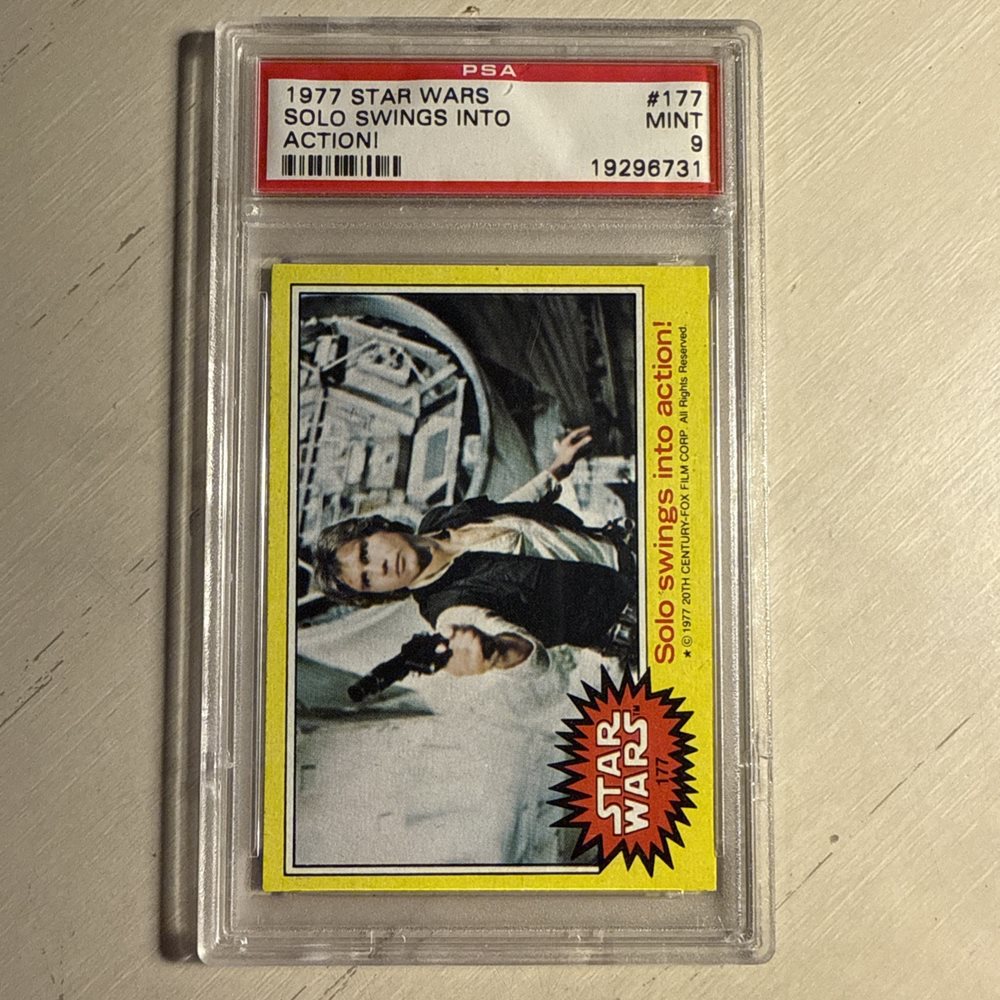 PSA
1977 STAR WARS #177
SOLO SWINGS INTO MINT
ACTION! 9
19296731
Solo swings into action!
★ © 1977 20TH CENTURY-FOX FILM CORP. All Rights Reserved.
STAR
WARS™
177